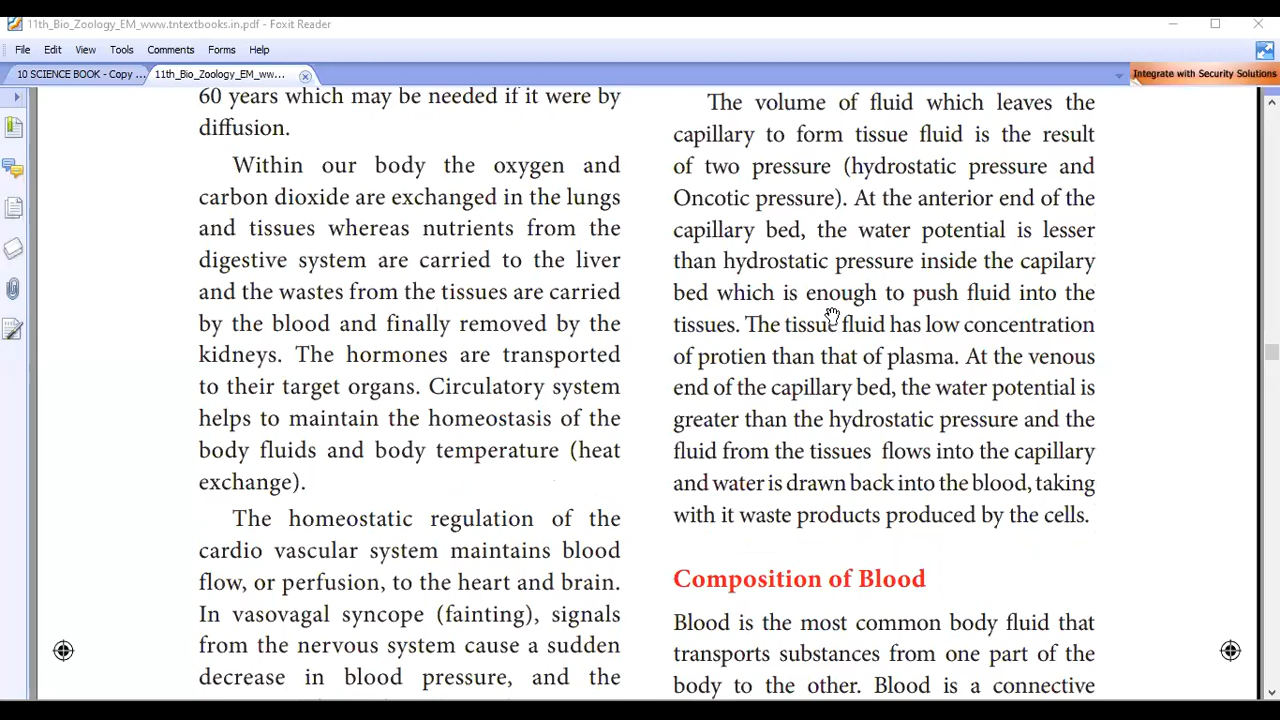 11th_Bio_Zoology_EM_www.tntextbooks.in.pdf - Foxit Reader
File Edit View Tools Comments Forms Help
10 SCIENCE BOOK - Copy ... 11th_Bio_Zoology_EM_ww... Integrate with Security Solutions
60 years which may be needed if it were by
diffusion.
Within our body the oxygen and
carbon dioxide are exchanged in the lungs
and tissues whereas nutrients from the
digestive system are carried to the liver
and the wastes from the tissues are carried
by the blood and finally removed by the
kidneys. The hormones are transported
to their target organs. Circulatory system
helps to maintain the homeostasis of the
body fluids and body temperature (heat
exchange).
The homeostatic regulation of the
cardio vascular system maintains blood
flow, or perfusion, to the heart and brain.
In vasovagal syncope (fainting), signals
from the nervous system cause a sudden
decrease in blood pressure, and the
The volume of fluid which leaves the
capillary to form tissue fluid is the result
of two pressure (hydrostatic pressure and
Oncotic pressure). At the anterior end of the
capillary bed, the water potential is lesser
than hydrostatic pressure inside the capilary
bed which is enough to push fluid into the
tissues. The tissue fluid has low concentration
of protien than that of plasma. At the venous
end of the capillary bed, the water potential is
greater than the hydrostatic pressure and the
fluid from the tissues flows into the capillary
and water is drawn back into the blood, taking
with it waste products produced by the cells.
Composition of Blood
Blood is the most common body fluid that
transports substances from one part of the
body to the other. Blood is a connective